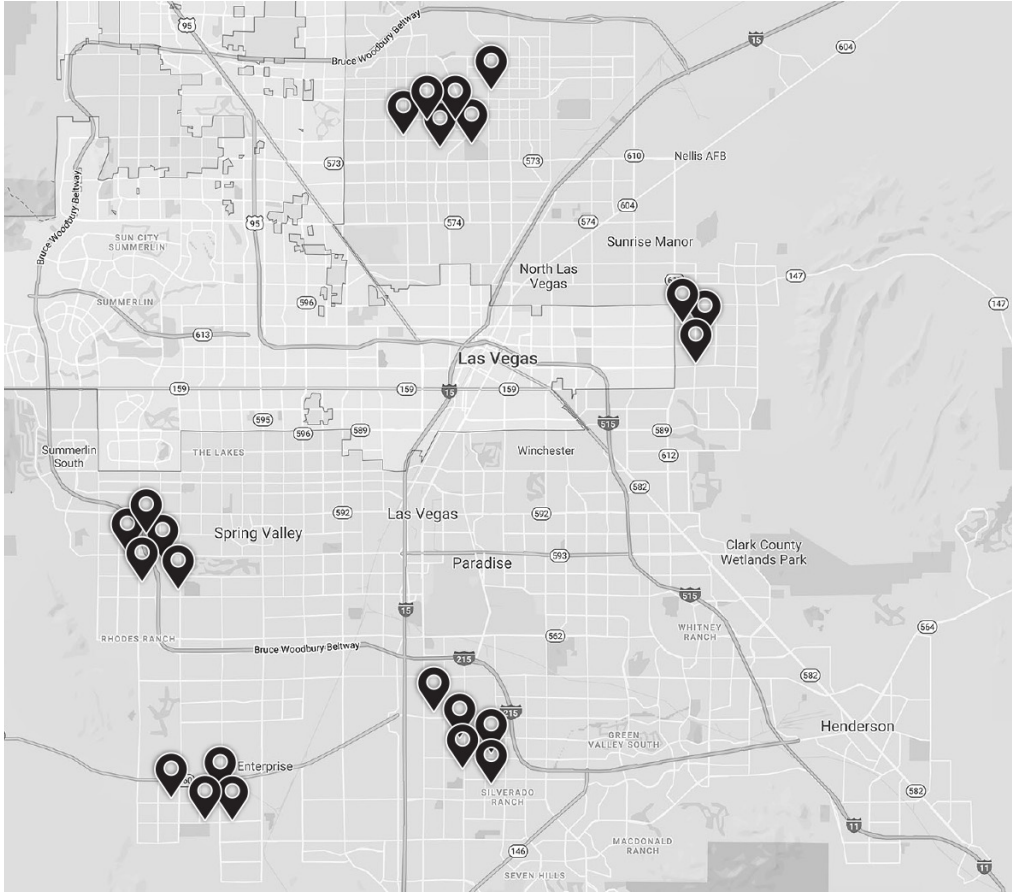 95
Bruce Woodbury Beltway
15
604
573
573
610
Nellis AFB
Bruce Woodbury Beltway
604
95
574
574
SUN CITY
SUMMERLIN
Sunrise Manor
North Las
Vegas
147
SUMMERLIN
596
147
613
Las Vegas
159
159
15
159
595
596
589
515
589
Summerlin
South
THE LAKES
Winchester
612
582
592
Las Vegas
592
Spring Valley
593
Clark County
Wetlands Park
Paradise
515
15
WHITNEY
RANCH
564
RHODES RANCH
562
Bruce Woodbury Beltway
215
582
215
Henderson
GREEN
VALLEY SOUTH
Enterprise
SILVERADO
RANCH
582
11
146
MACDONALD
RANCH
11
SEVEN HILLS